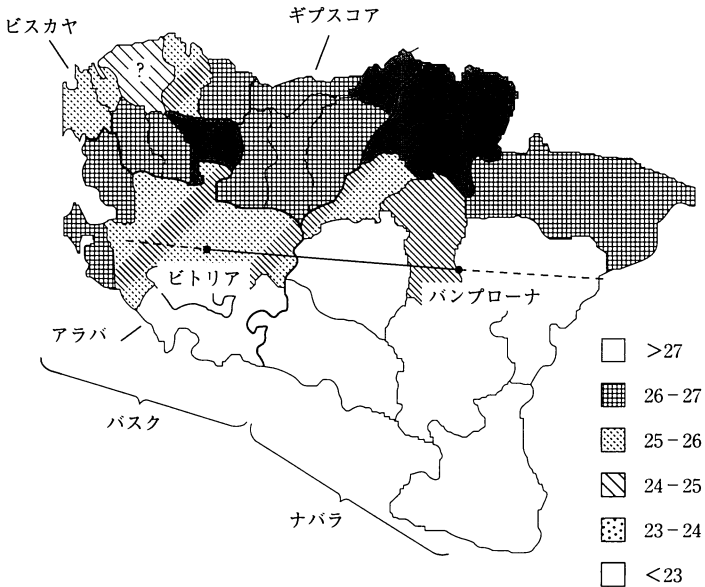 ビスカヤ
ギプスコア
?
ビトリア
バンプローナ
アラバ
バスク
ナバラ
>27
26-27
25-26
24-25
23-24
<23